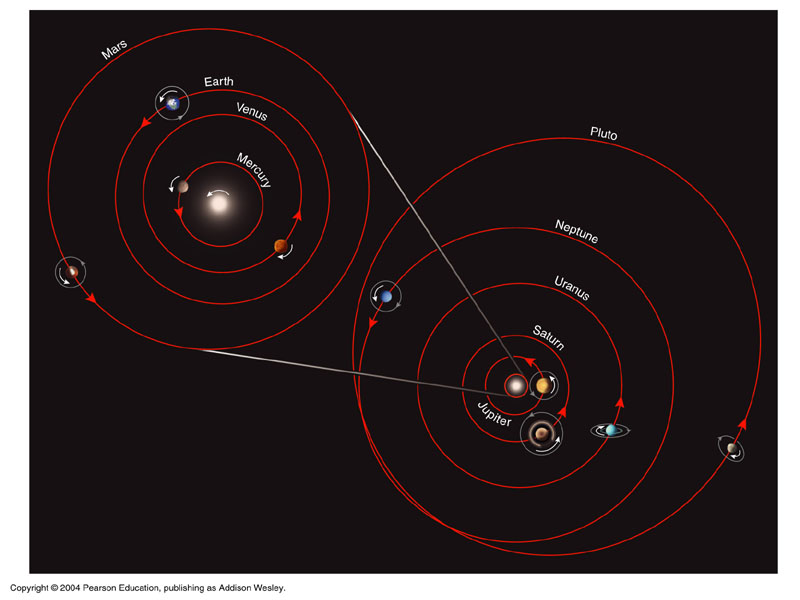 Mars
Earth
Venus
Mercury
Pluto
Neptune
Uranus
Saturn
Jupiter
Copyright © 2004 Pearson Education, publishing as Addison Wesley.